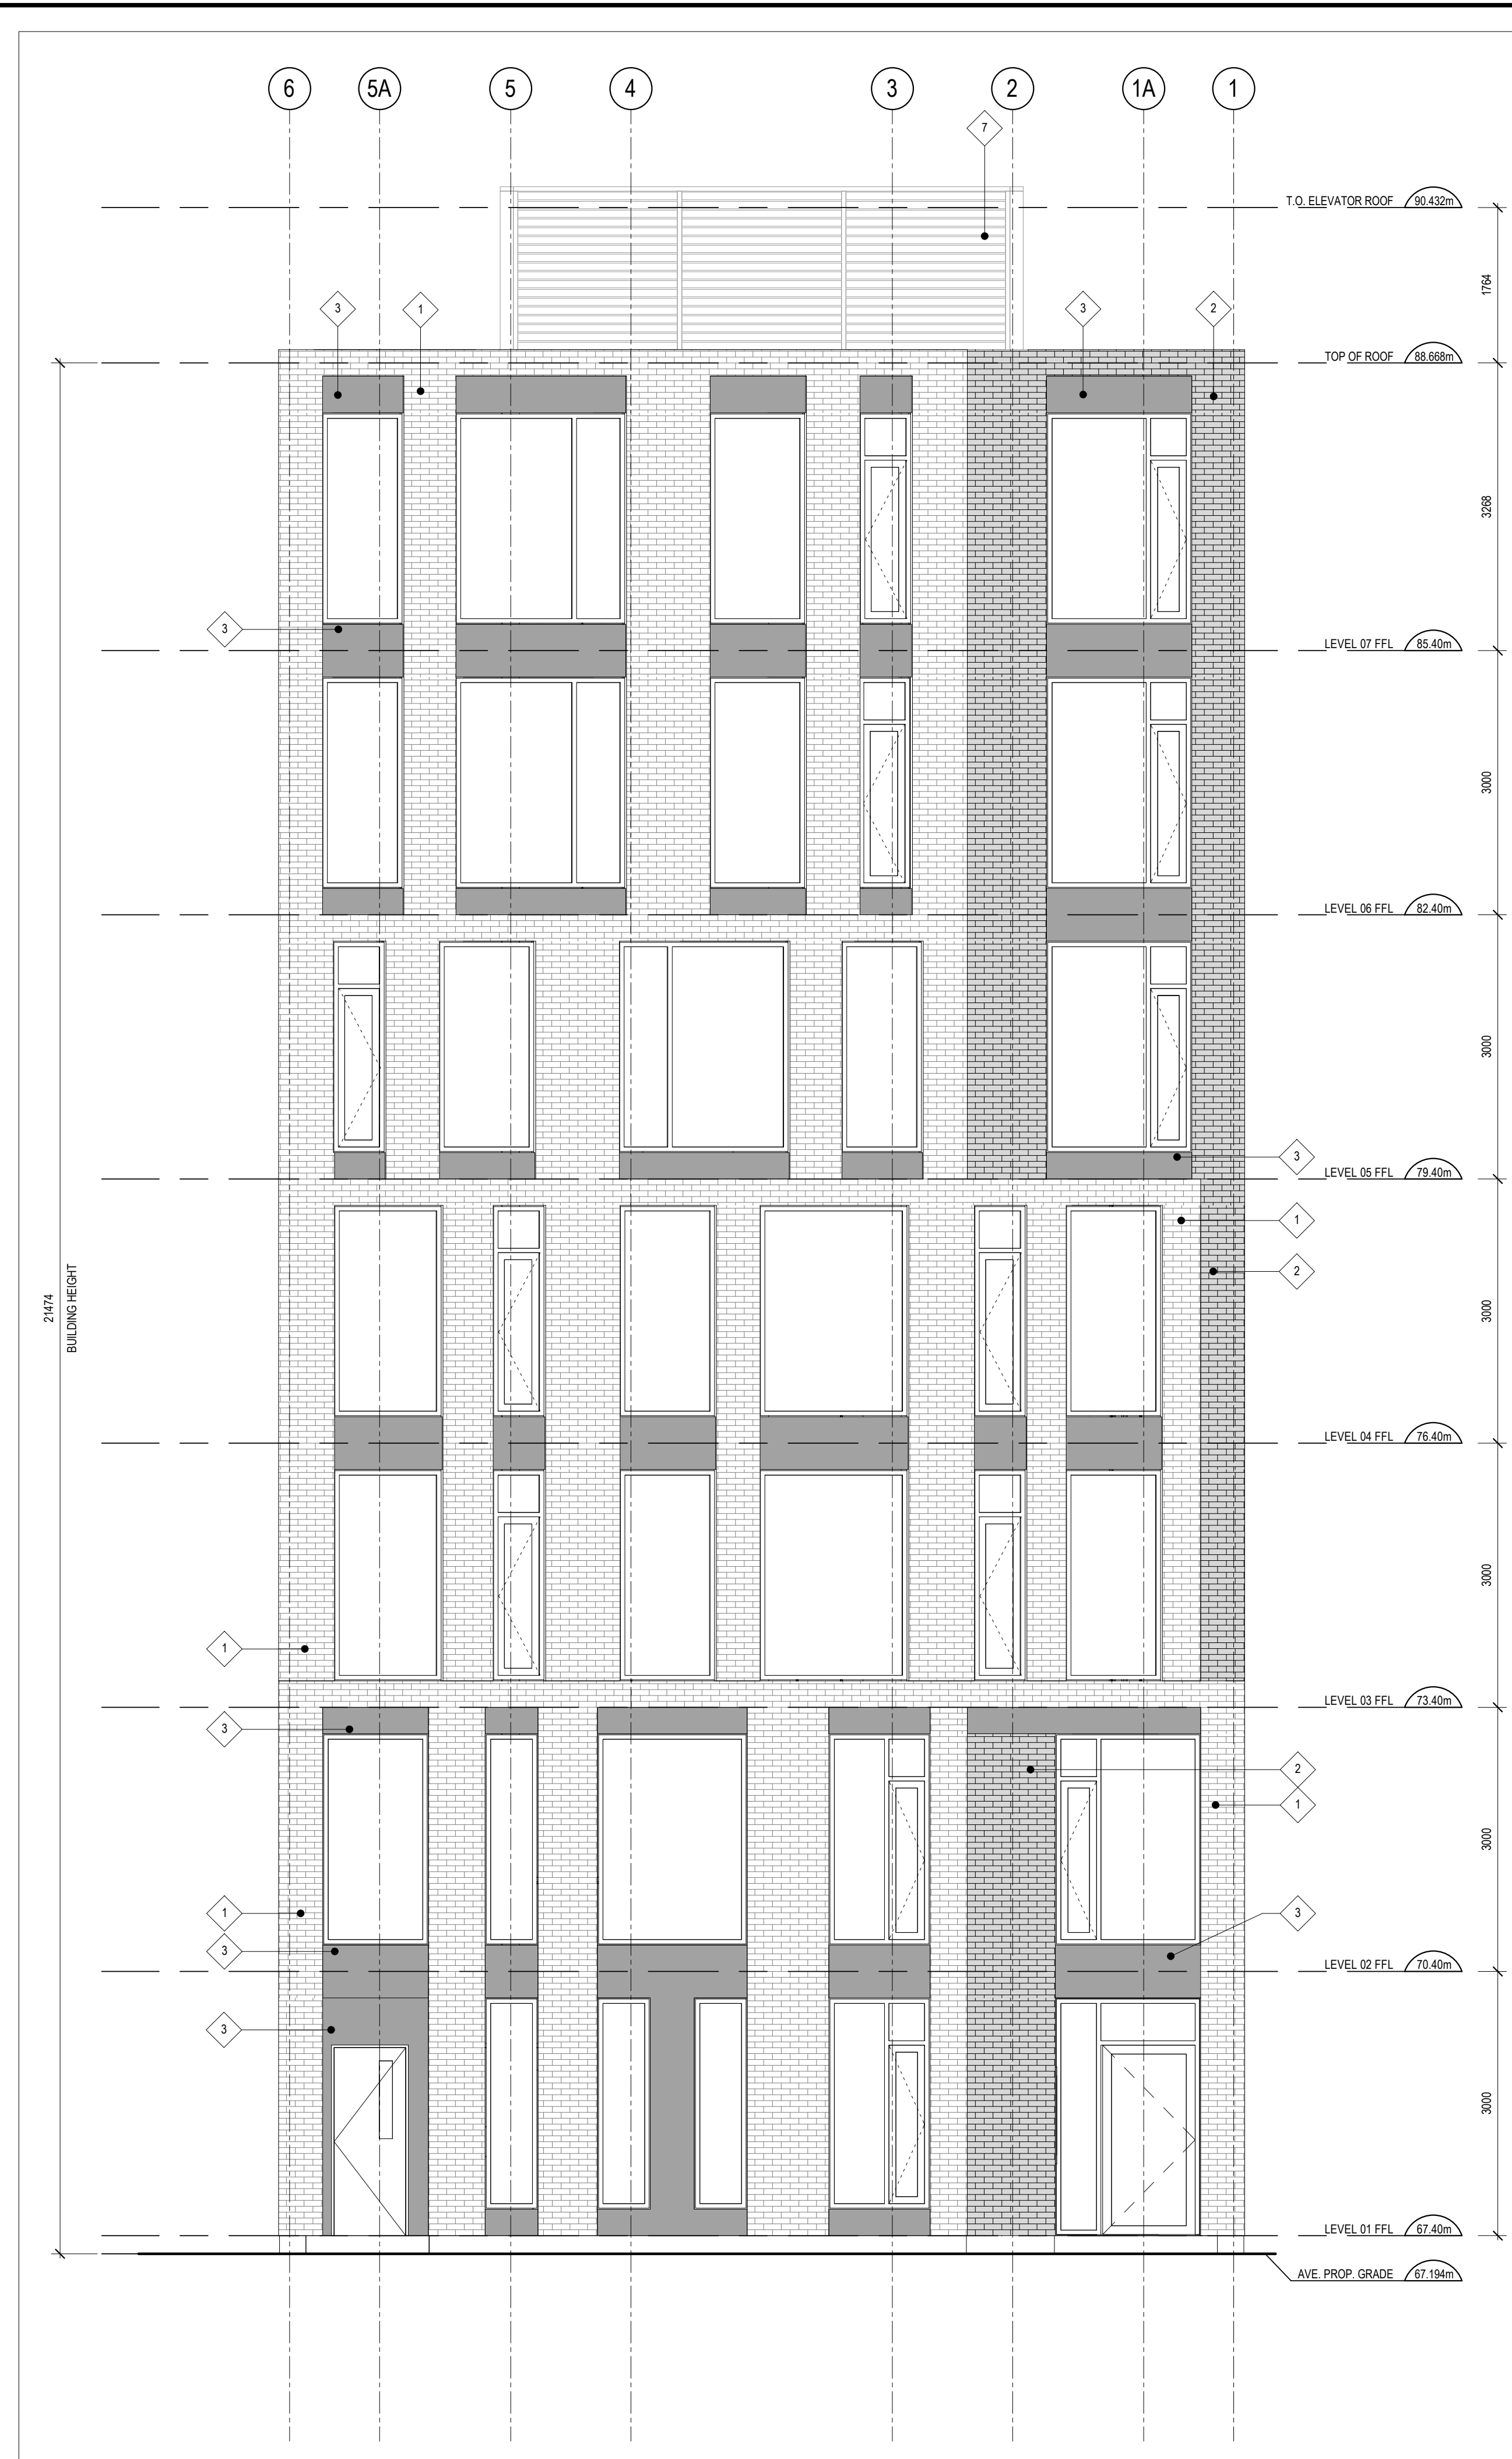 6 5A 5 4 3 2 1A 1
7
T.O. ELEVATOR ROOF 90.432m
1764
3 1 3 2
TOP OF ROOF 88.668m
3268
3
LEVEL 07 FFL 85.40m
3000
LEVEL 06 FFL 82.40m
3000
3
LEVEL 05 FFL 79.40m
1
2
21474
BUILDING HEIGHT
3000
LEVEL 04 FFL 76.40m
3000
1
LEVEL 03 FFL 73.40m
3
2
1
3000
1
3
3
LEVEL 02 FFL 70.40m
3
3000
LEVEL 01 FFL 67.40m
AVE. PROP. GRADE 67.194m